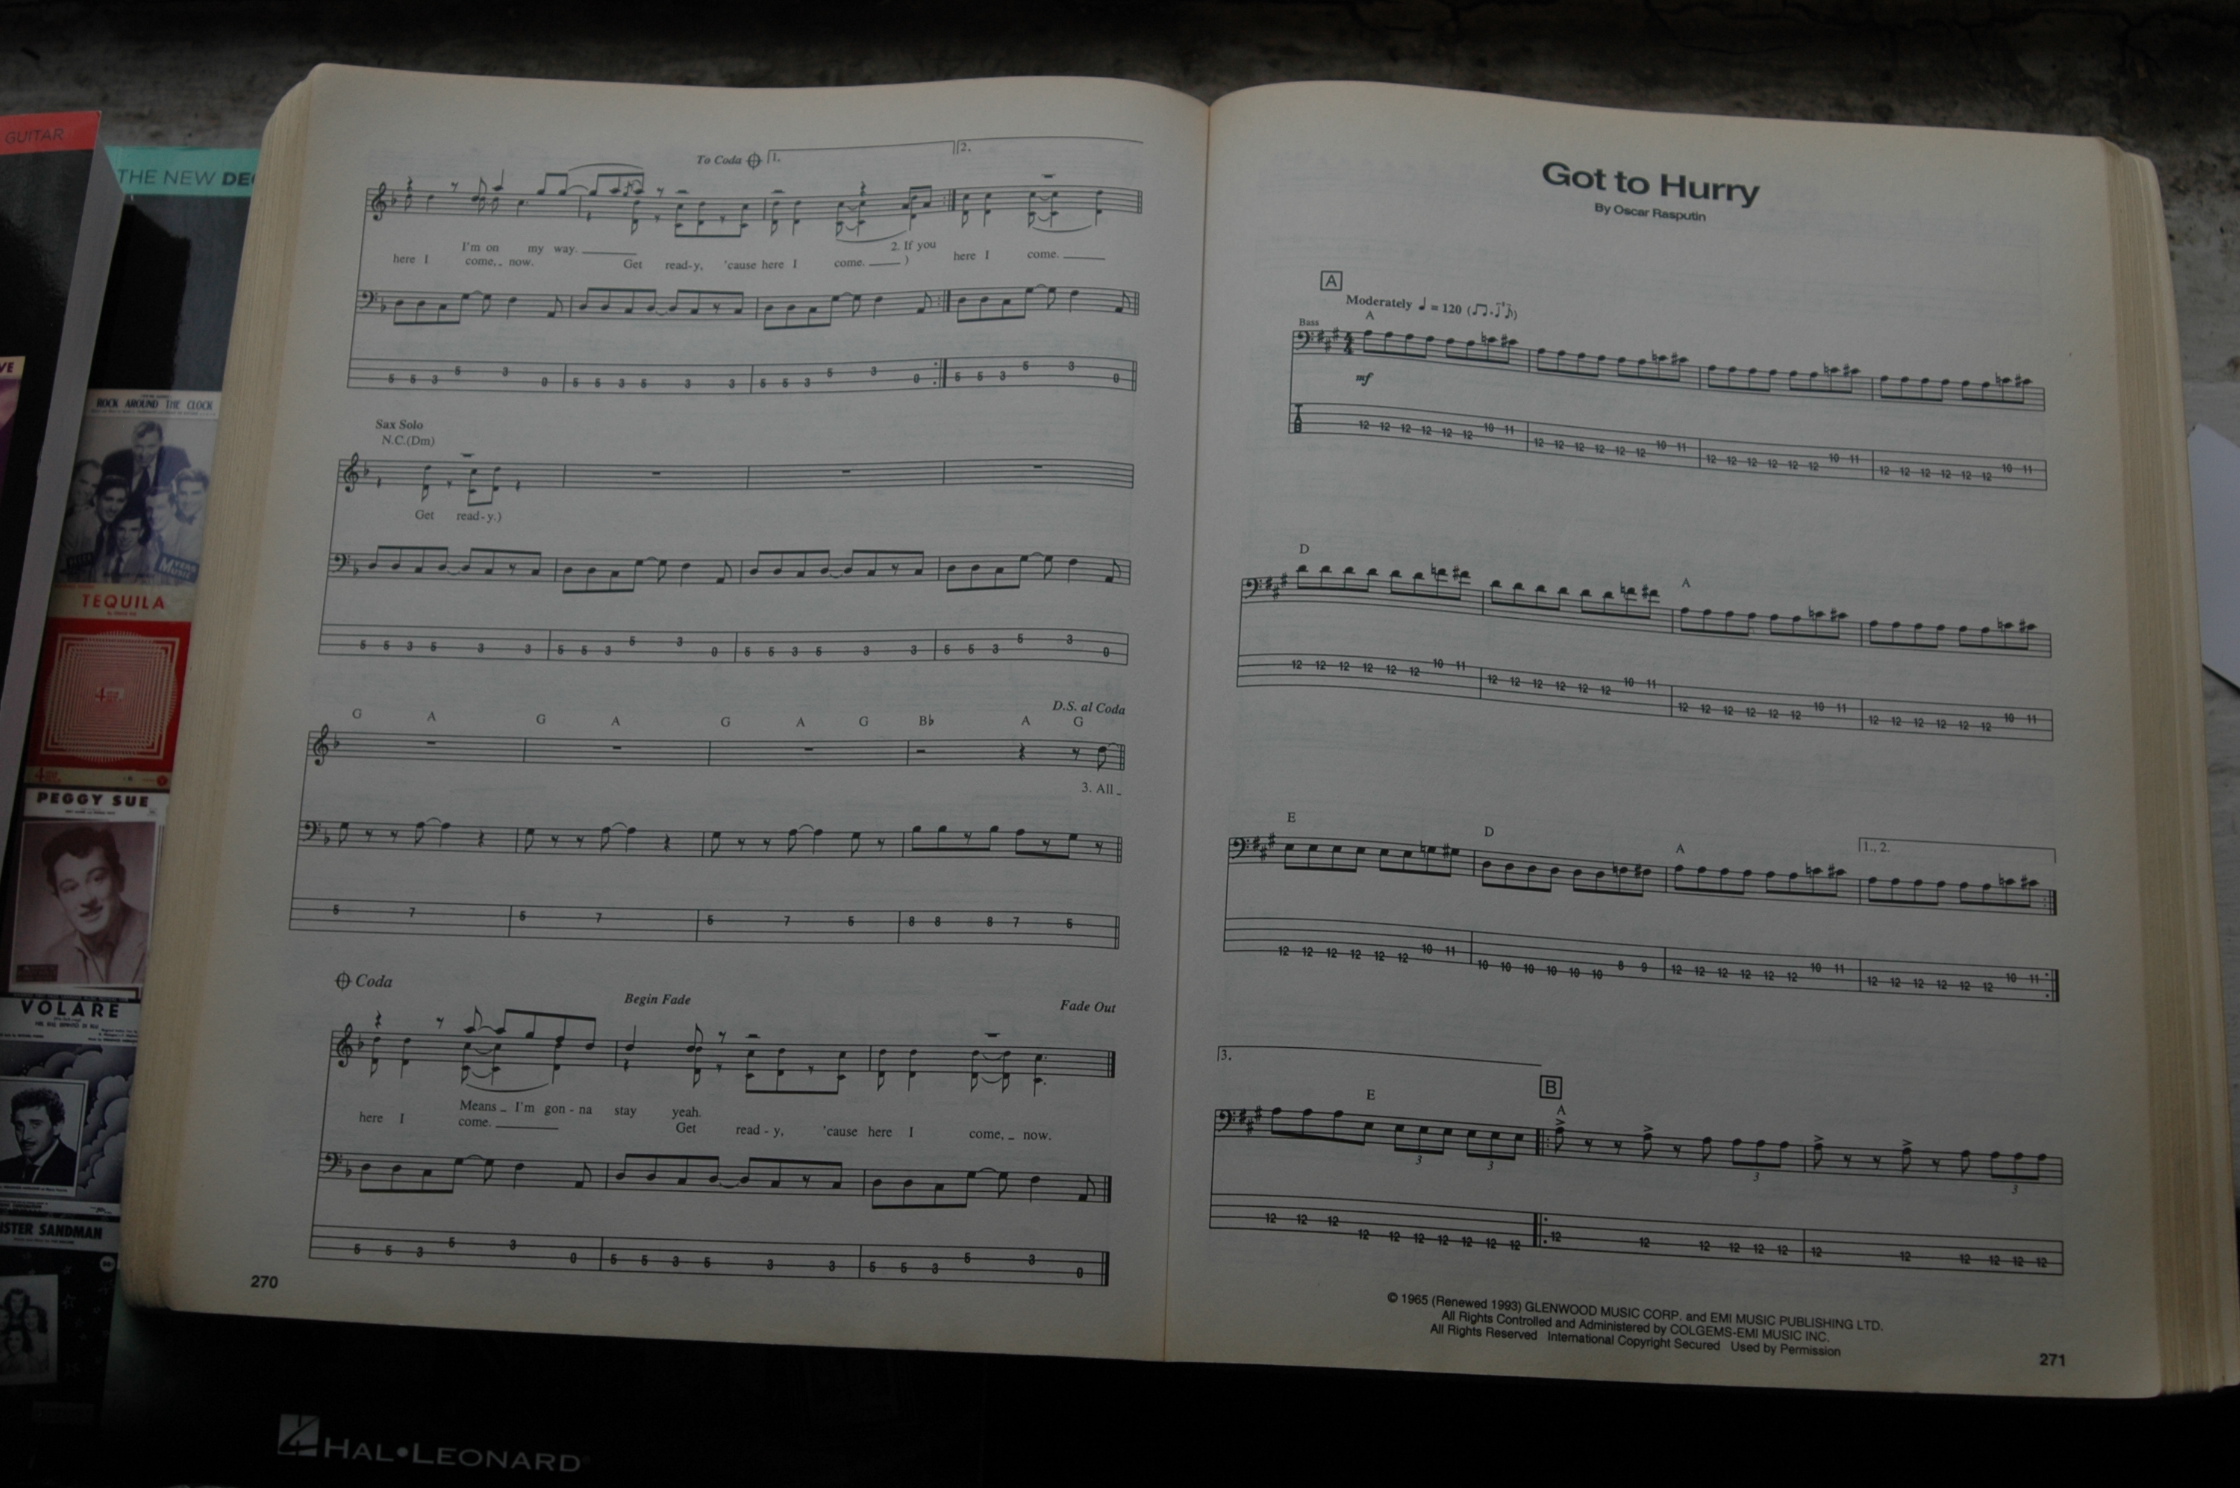 GUITAR
THE NEW DEC
VE
ROCK AROUND THE CLOCK
TEQUILA
PEGGY SUE
VOLARE
ISTER SANDMAN
To Coda 1. 2.
I'm on my way. 2. If you
here I come, now. Get read-y, 'cause here I come. ) here I come.
5 5 3 5 3 0 5 5 3 5 3 3 5 5 3 5 3 0 5 5 3 5 3 0
Sax Solo
N.C.(Dm)
Get read-y.)
5 5 3 5 3 3 5 5 3 5 3 0 5 5 3 5 3 3 5 5 3 5 3 0
D.S. al Coda
G A G A G A G B♭ A G
3. All
5 7 5 7 5 7 5 8 8 8 7 5
Coda
Begin Fade Fade Out
Means I'm gon - na stay yeah.
here I come. Get read - y, 'cause here I come, now.
5 5 3 5 3 0 5 5 3 5 3 3 5 5 3 5 3 0
270
Got to Hurry
By Oscar Rasputin
A
Moderately ♩ = 120
A
Bass
4
4
mf
T
A
B
12 12 12 12 12 12 10 11 12 12 12 12 12 12 10 11 12 12 12 12 12 12 10 11 12 12 12 12 12 12 10 11
D A
12 12 12 12 12 12 10 11 12 12 12 12 12 12 10 11 12 12 12 12 12 12 10 11 12 12 12 12 12 12 10 11
E D A 1., 2.
12 12 12 12 12 12 10 11 10 10 10 10 10 10 8 9 12 12 12 12 12 12 10 11 12 12 12 12 12 12 10 11
3.
B
E A
3 3 3 3
12 12 12 12 12 12 12 12 12 12 12 12 12 12 12 12 12 12 12 12 12
© 1965 (Renewed 1993) GLENWOOD MUSIC CORP. and EMI MUSIC PUBLISHING LTD.
All Rights Controlled and Administered by COLGEMS-EMI MUSIC INC.
All Rights Reserved International Copyright Secured Used by Permission
271
HAL•LEONARD